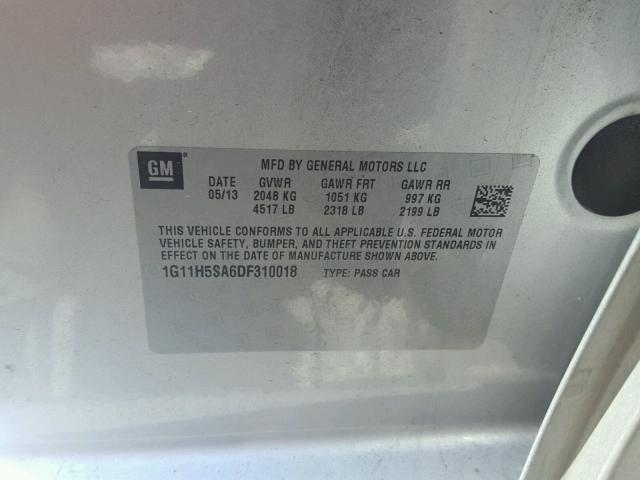 GM ®
MFD BY GENERAL MOTORS LLC
DATE GVWR GAWR FRT GAWR RR
05/13 2048 KG 1051 KG 997 KG
4517 LB 2318 LB 2199 LB
THIS VEHICLE CONFORMS TO ALL APPLICABLE U.S. FEDERAL MOTOR
VEHICLE SAFETY, BUMPER, AND THEFT PREVENTION STANDARDS IN
EFFECT ON THE DATE OF MANUFACTURE SHOWN ABOVE.
1G11H5SA6DF310018 TYPE: PASS CAR